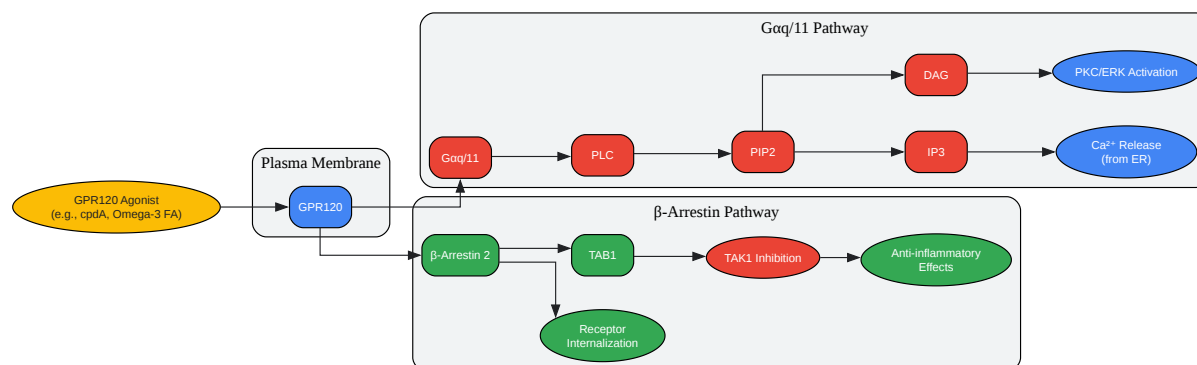 Gαq/11 Pathway
DAG
PKC/ERK Activation
Gαq/11
PLC
PIP2
IP3
Ca²⁺ Release
(from ER)
Plasma Membrane
GPR120 Agonist
(e.g., cpdA, Omega-3 FA)
GPR120
β-Arrestin Pathway
β-Arrestin 2
TAB1
TAK1 Inhibition
Anti-inflammatory
Effects
Receptor
Internalization